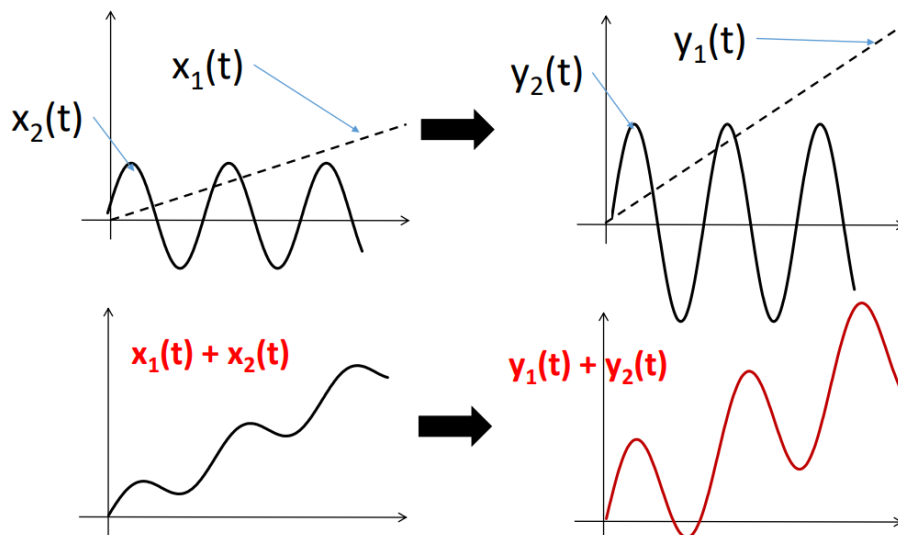 x₁(t)
x₂(t)
y₁(t)
y₂(t)
x₁(t) + x₂(t)
y₁(t) + y₂(t)